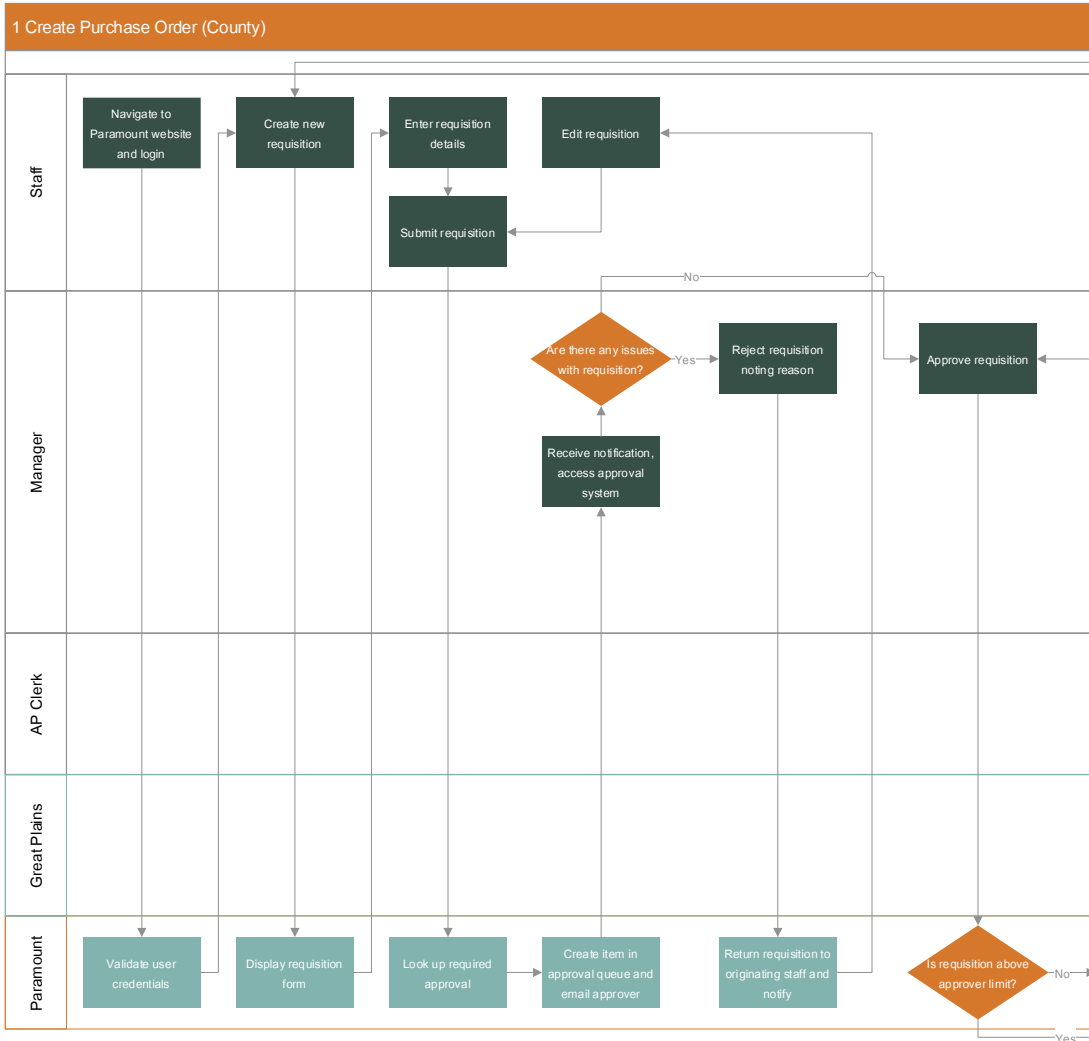 1 Create Purchase Order (County)
Staff
Navigate to
Paramount website
and login
Create new
requisition
Enter requisition
details
Edit requisition
Submit requisition
No
Manager
Are there any issues
with requisition?
Yes
Reject requisition
noting reason
Approve requisition
Receive notification,
access approval
system
AP Clerk
Great Plains
Paramount
Validate user
credentials
Display requisition
form
Look up required
approval
Create item in
approval queue and
email approver
Return requisition to
originating staff and
notify
Is requisition above
approver limit?
No
Yes